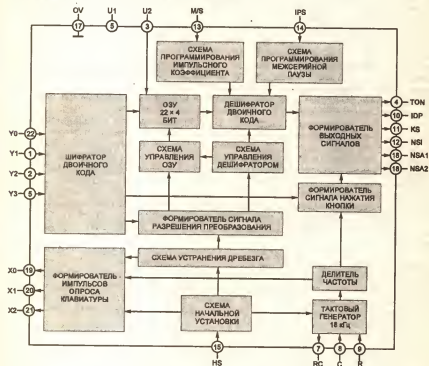 OV U1 U2 M/S IPS
17 5 3 13 14
СХЕМА
ПРОГРАММИРОВАНИЯ
ИМПУЛЬСНОГО
КОЭФФИЦИЕНТА
СХЕМА
ПРОГРАММИРОВАНИЯ
МЕЖСЕРИЙНОЙ
ПАУЗЫ
ШИФРАТОР
ДВОИЧНОГО
КОДА
ОЗУ
22 × 4
БИТ
ДЕШИФРАТОР
ДВОИЧНОГО
КОДА
ФОРМИРОВАТЕЛЬ
ВЫХОДНЫХ
СИГНАЛОВ
4 TON
10 IDP
11 KS
12 NSI
18 NSA1
18 NSA2
Y0 22
Y1 1
Y2 2
Y3 5
СХЕМА
УПРАВЛЕНИЯ
ОЗУ
СХЕМА
УПРАВЛЕНИЯ
ДЕШИФРАТОРОМ
ФОРМИРОВАТЕЛЬ
СИГНАЛА НАЖАТИЯ
КНОПКИ
ФОРМИРОВАТЕЛЬ СИГНАЛА
РАЗРЕШЕНИЯ ПРЕОБРАЗОВАНИЯ
СХЕМА УСТРАНЕНИЯ ДРЕБЕЗГА
X0 19
X1 20
X2 21
ФОРМИРОВАТЕЛЬ
ИМПУЛЬСОВ
ОПРОСА
КЛАВИАТУРЫ
СХЕМА
НАЧАЛЬНОЙ
УСТАНОВКИ
ДЕЛИТЕЛЬ
ЧАСТОТЫ
ТАКТОВЫЙ
ГЕНЕРАТОР
18 кГц
15 7 8 9
HS RC C R